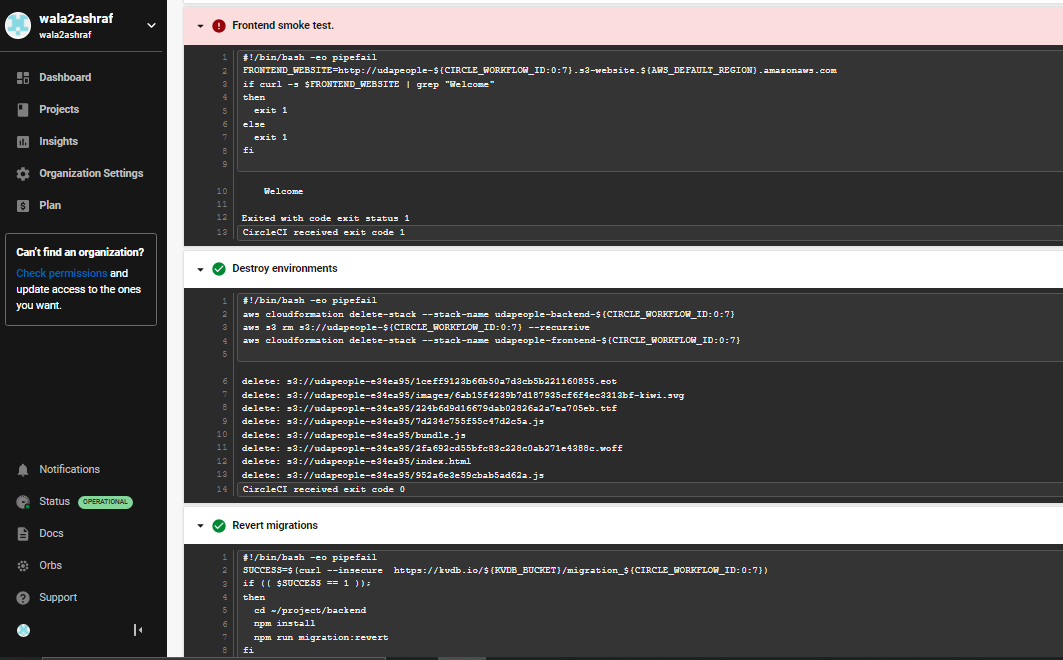 wala2ashraf
wala2ashraf
Dashboard
Projects
Insights
Organization Settings
Plan
Can't find an organization?
Check permissions and
update access to the ones
you want.
Notifications
Status OPERATIONAL
Docs
Orbs
Support
Frontend smoke test.
1 #!/bin/bash -eo pipefail
2 FRONTEND_WEBSITE=http://udapeople-${CIRCLE_WORKFLOW_ID:0:7}.s3-website.${AWS_DEFAULT_REGION}.amazonaws.com
3 if curl -s $FRONTEND_WEBSITE | grep "Welcome"
4 then
5   exit 1
6 else
7   exit 1
8 fi
9
10 Welcome
11
12 Exited with code exit status 1
13 CircleCI received exit code 1
Destroy environments
1 #!/bin/bash -eo pipefail
2 aws cloudformation delete-stack --stack-name udapeople-backend-${CIRCLE_WORKFLOW_ID:0:7}
3 aws s3 rm s3://udapeople-${CIRCLE_WORKFLOW_ID:0:7} --recursive
4 aws cloudformation delete-stack --stack-name udapeople-frontend-${CIRCLE_WORKFLOW_ID:0:7}
5
6 delete: s3://udapeople-e34ea95/1ceff9123b66b50a7d3cb5b221160855.eot
7 delete: s3://udapeople-e34ea95/images/6ab15f4239b7d187935cf6f4ec3313bf-kiwi.svg
8 delete: s3://udapeople-e34ea95/224b6d9d16679dab02826a2a7ea705eb.ttf
9 delete: s3://udapeople-e34ea95/7d234c755f55c47d2c5a.js
10 delete: s3://udapeople-e34ea95/bundle.js
11 delete: s3://udapeople-e34ea95/2fa692cd55bfc83c228c0ab271e4388c.woff
12 delete: s3://udapeople-e34ea95/index.html
13 delete: s3://udapeople-e34ea95/952a6e3e59cbab5ad62a.js
14 CircleCI received exit code 0
Revert migrations
1 #!/bin/bash -eo pipefail
2 SUCCESS=$(curl --insecure  https://kvdb.io/${KVDB_BUCKET}/migration_${CIRCLE_WORKFLOW_ID:0:7})
3 if (( $SUCCESS == 1 ));
4 then
5   cd ~/project/backend
6   npm install
7   npm run migration:revert
8 fi